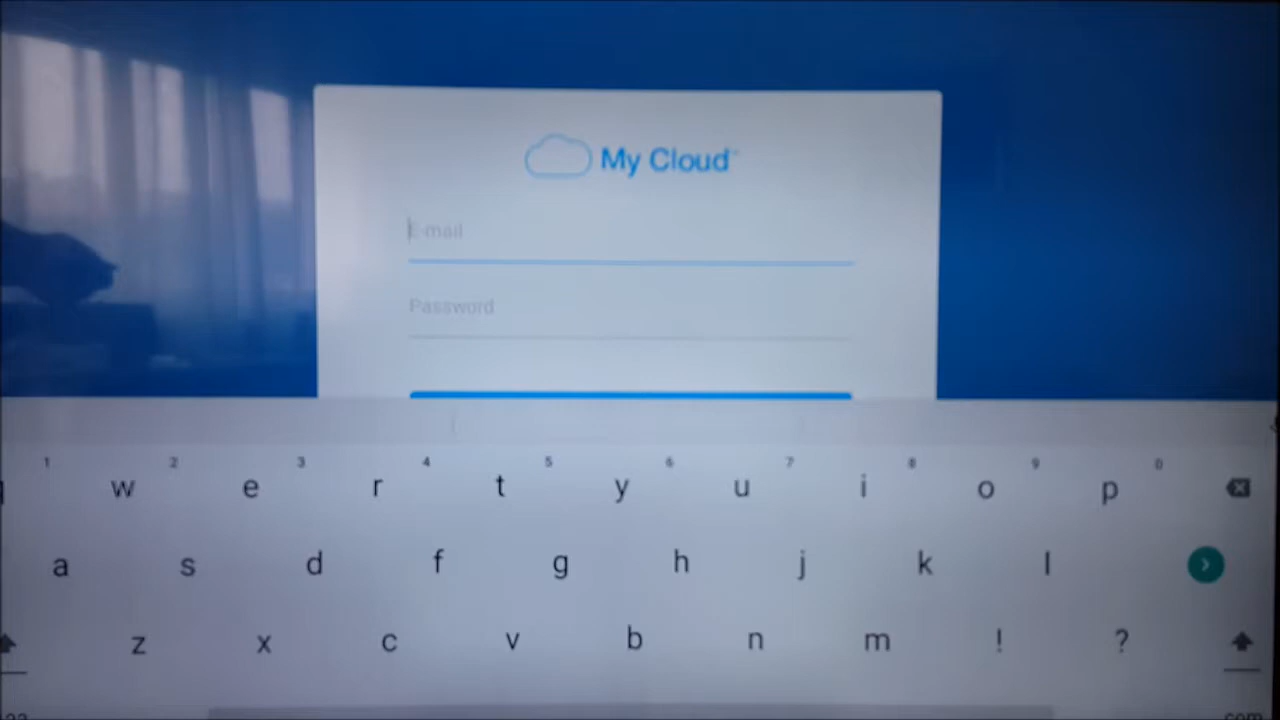 My Cloud
E-mail
Password
1 2 3 4 5 6 7 8 9 0
w e r t y u i o p
a s d f g h j k l
z x c v b n m ! ?